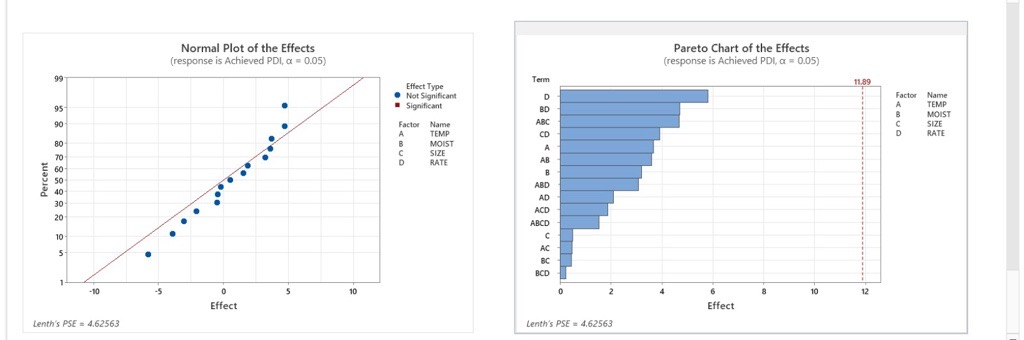 Normal Plot of the Effects
(response is Achieved PDI, α = 0.05)
99
95
90
80
70
60
50
40
30
20
10
5
1
Percent
-10
-5
0
5
10
Effect
Effect Type
Not Significant
Significant
Factor Name
A TEMP
B MOIST
C SIZE
D RATE
Lenth's PSE = 4.62563
Pareto Chart of the Effects
(response is Achieved PDI, α = 0.05)
Term
11.89
D
BD
ABC
CD
A
AB
B
ABD
AD
ACD
ABCD
C
AC
BC
BCD
0
2
4
6
8
10
12
Effect
Factor Name
A TEMP
B MOIST
C SIZE
D RATE
Lenth's PSE = 4.62563